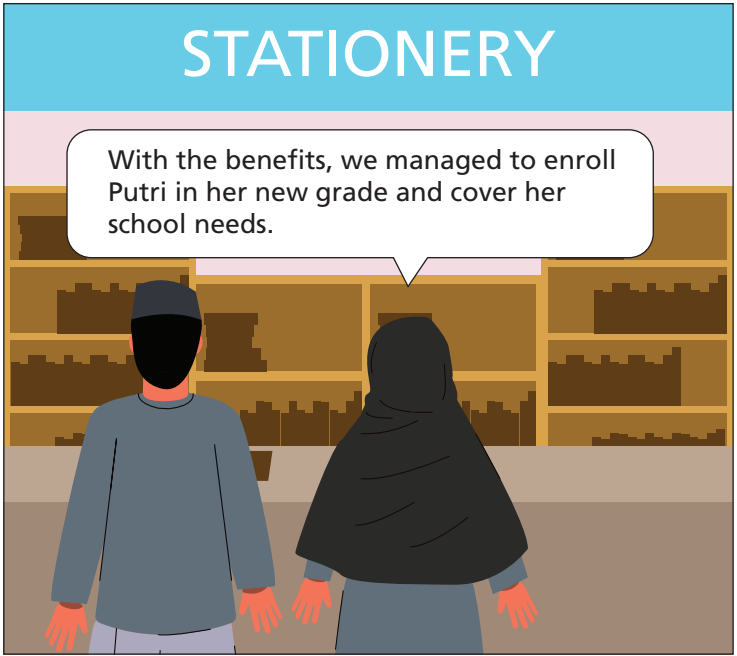 STATIONERY
With the benefits, we managed to enroll
Putri in her new grade and cover her
school needs.